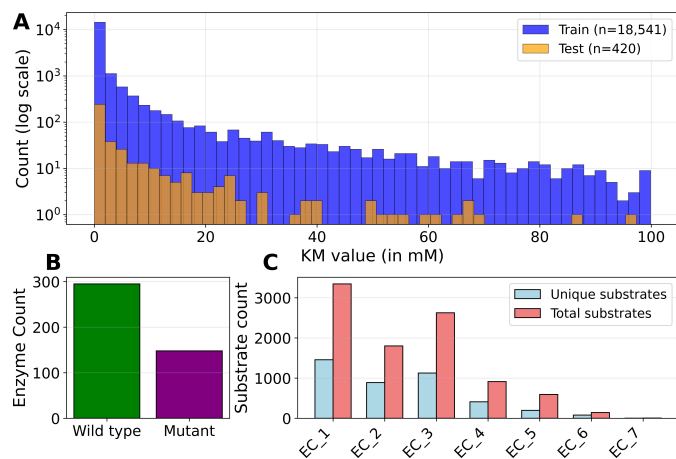 A
Count (log scale)
10⁴
10³
10²
10¹
10⁰
Train (n=18,541)
Test (n=420)
0 20 40 60 80 100
KM value (in mM)
B
Enzyme Count
300
200
100
0
Wild type Mutant
C
Substrate count
3000
2000
1000
0
Unique substrates
Total substrates
EC_1 EC_2 EC_3 EC_4 EC_5 EC_6 EC_7